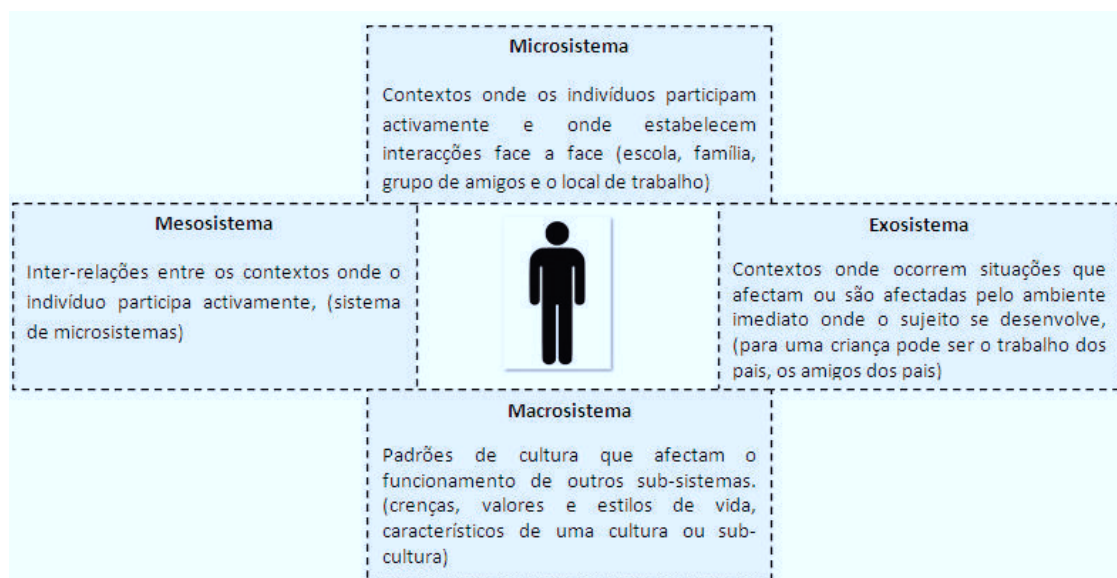 Microsistema
Contextos onde os indivíduos participam
activamente e onde estabelecem
interacções face a face (escola, família,
grupo de amigos e o local de trabalho)
Mesosistema
Inter-relações entre os contextos onde o
indivíduo participa activamente, (sistema
de microsistemas)
Exosistema
Contextos onde ocorrem situações que
afectam ou são afectadas pelo ambiente
imediato onde o sujeito se desenvolve,
(para uma criança pode ser o trabalho dos
pais, os amigos dos pais)
Macrosistema
Padrões de cultura que afectam o
funcionamento de outros sub-sistemas.
(crenças, valores e estilos de vida,
característicos de uma cultura ou sub-
cultura)